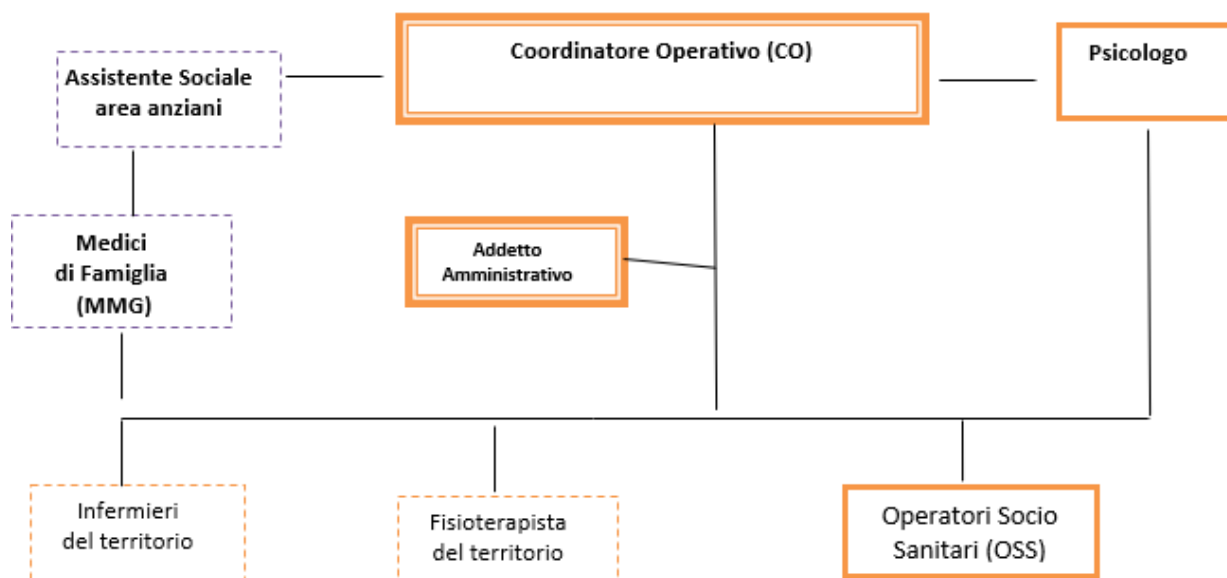 Coordinatore Operativo (CO)
Psicologo
Assistente Sociale
area anziani
Medici
di Famiglia
(MMG)
Addetto
Amministrativo
Infermieri
del territorio
Fisioterapista
del territorio
Operatori Socio
Sanitari (OSS)